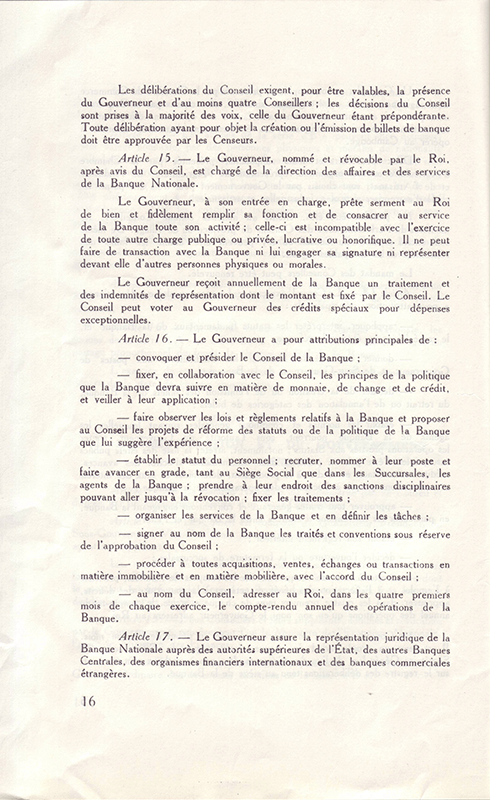 Les délibérations du Conseil exigent, pour être valables, la présence
du Gouverneur et d'au moins quatre Conseillers ; les décisions du Conseil
sont prises à la majorité des voix, celle du Gouverneur étant prépondérante.
Toute délibération ayant pour objet la création ou l'émission de billets de banque
doit être approuvée par les Censeurs.
Article 15. — Le Gouverneur, nommé et révocable par le Roi,
après avis du Conseil, est chargé de la direction des affaires et des services
de la Banque Nationale.
Le Gouverneur, à son entrée en charge, prête serment au Roi
de bien et fidèlement remplir sa fonction et de consacrer au service
de la Banque toute son activité ; celle-ci est incompatible avec l'exercice
de toute autre charge publique ou privée, lucrative ou honorifique. Il ne peut
faire de transaction avec la Banque ni lui engager sa signature ni représenter
devant elle d'autres personnes physiques ou morales.
Le Gouverneur reçoit annuellement de la Banque un traitement et
des indemnités de représentation dont le montant est fixé par le Conseil. Le
Conseil peut voter au Gouverneur des crédits spéciaux pour dépenses
exceptionnelles.
Article 16. — Le Gouverneur a pour attributions principales de :
— convoquer et présider le Conseil de la Banque ;
— fixer, en collaboration avec le Conseil, les principes de la politique
que la Banque devra suivre en matière de monnaie, de change et de crédit,
et veiller à leur application ;
— faire observer les lois et règlements relatifs à la Banque et proposer
au Conseil les projets de réforme des statuts ou de la politique de la Banque
que lui suggère l'expérience ;
— établir le statut du personnel ; recruter, nommer à leur poste et
faire avancer en grade, tant au Siège Social que dans les Succursales, les
agents de la Banque ; prendre à leur endroit des sanctions disciplinaires
pouvant aller jusqu'à la révocation ; fixer les traitements ;
— organiser les services de la Banque et en définir les tâches ;
— signer au nom de la Banque les traités et conventions sous réserve
de l'approbation du Conseil ;
— procéder à toutes acquisitions, ventes, échanges ou transactions en
matière immobilière et en matière mobilière, avec l'accord du Conseil ;
— au nom du Conseil, adresser au Roi, dans les quatre premiers
mois de chaque exercice, le compte-rendu annuel des opérations de la
Banque.
Article 17. — Le Gouverneur assure la représentation juridique de la
Banque Nationale auprès des autorités supérieures de l'État, des autres Banques
Centrales, des organismes financiers internationaux et des banques commerciales
étrangères.
16